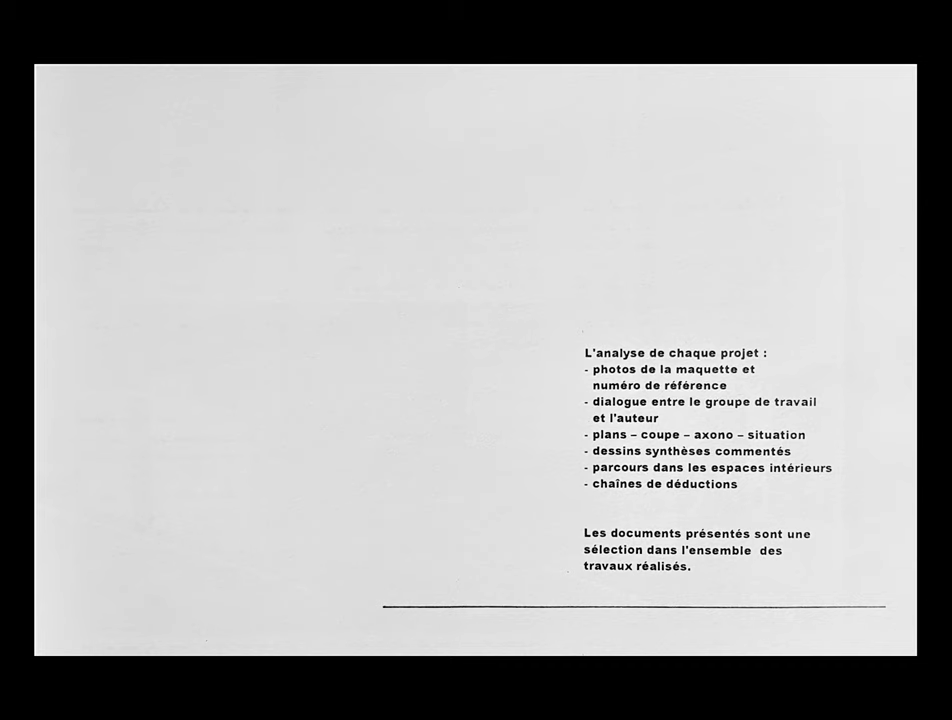 L'analyse de chaque projet :
- photos de la maquette et
numéro de référence
- dialogue entre le groupe de travail
et l'auteur
- plans – coupe – axono – situation
- dessins synthèses commentés
- parcours dans les espaces intérieurs
- chaînes de déductions
Les documents présentés sont une
sélection dans l'ensemble des
travaux réalisés.